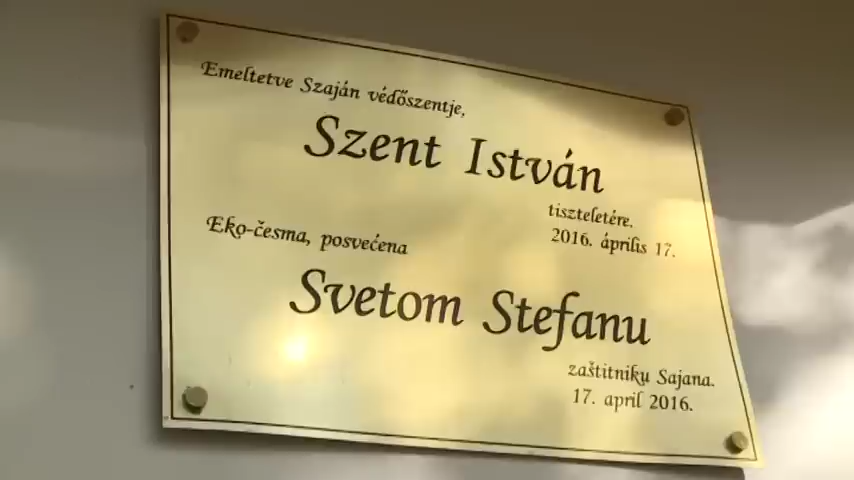 Emeltetve Szaján védőszentje,
Szent István
tiszteletére.
2016. április 17.
Eko-česma, posvećena
Svetom Stefanu
zaštitniku Sajana.
17. april 2016.